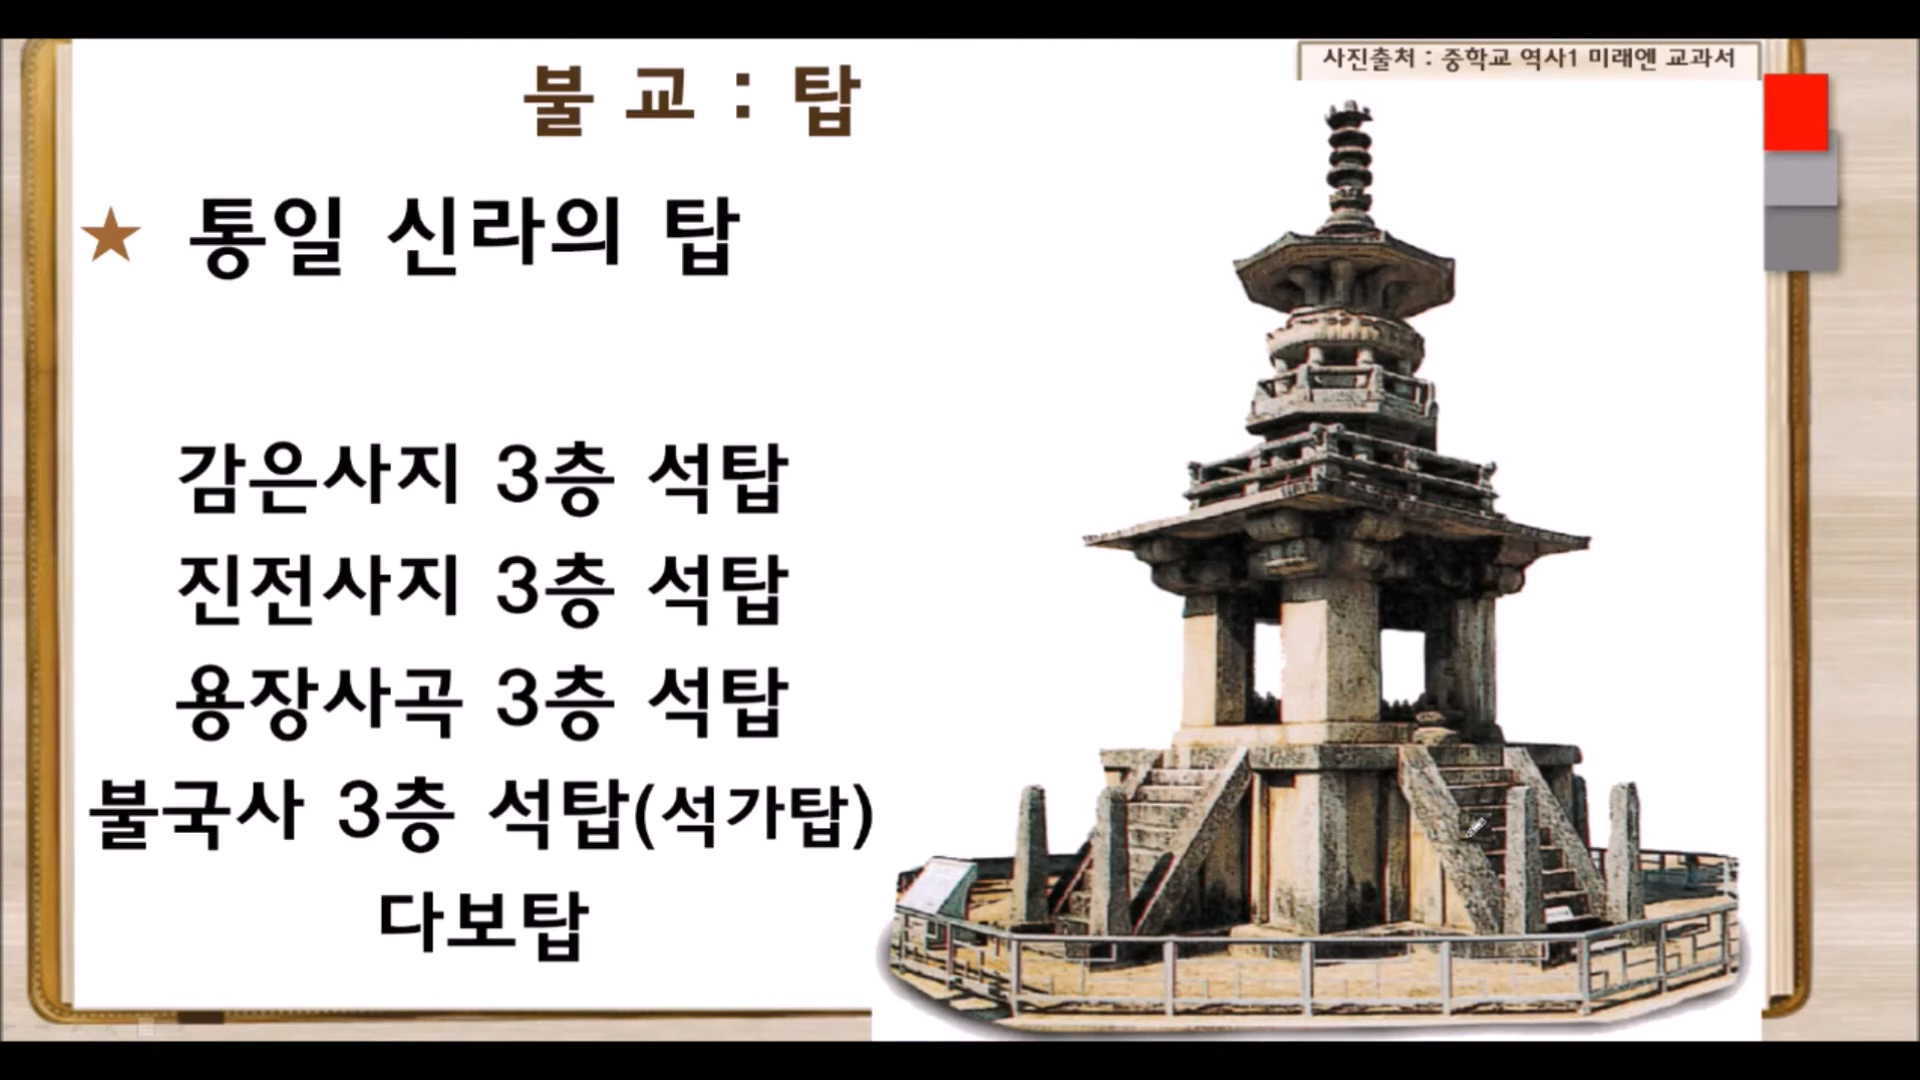 사진출처 : 중학교 역사1 미래엔 교과서
불 교 : 탑
★ 통일 신라의 탑
감은사지 3층 석탑
진전사지 3층 석탑
용장사곡 3층 석탑
불국사 3층 석탑(석가탑)
다보탑